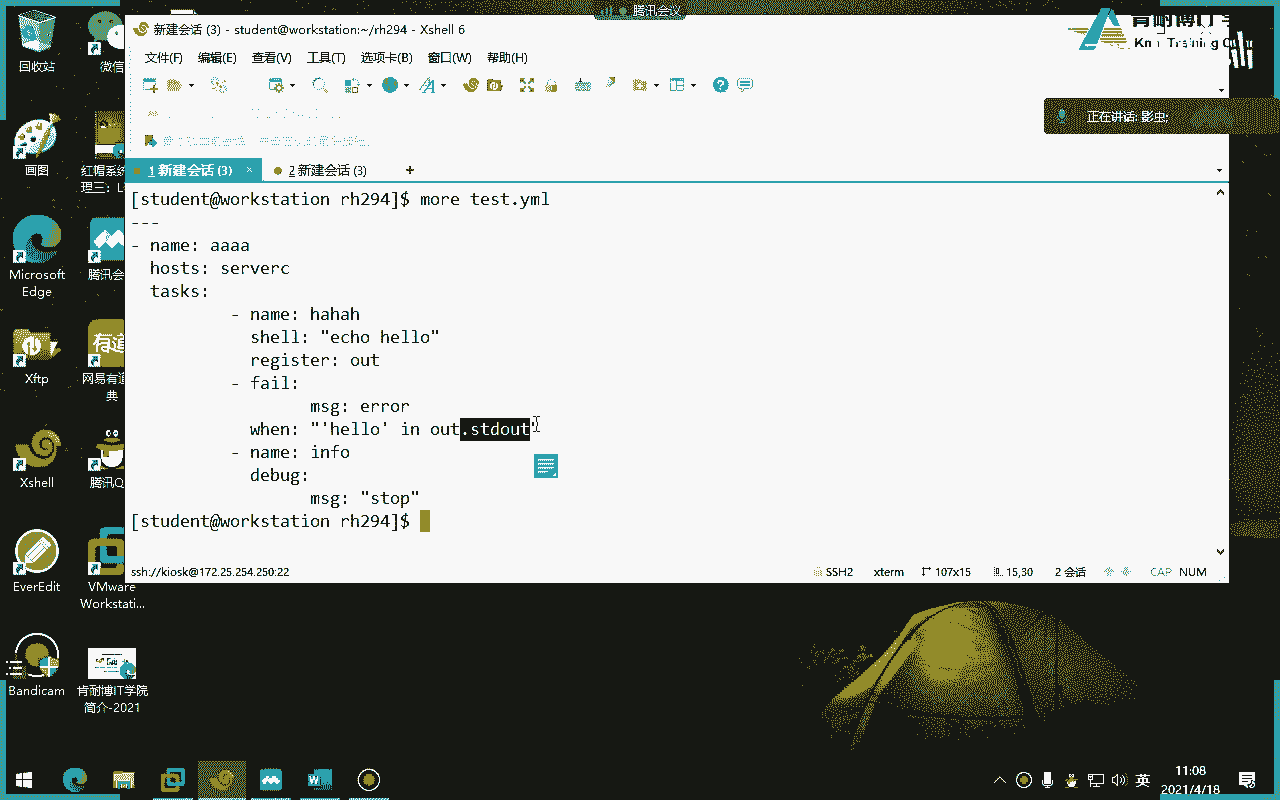 腾讯会议
新建会话 (3) - student@workstation:~/rh294 - Xshell 6
文件(F) 编辑(E) 查看(V) 工具(T) 选项卡(B) 窗口(W) 帮助(H)
正在讲话: 影虫;
1 新建会话 (3) × 2 新建会话 (3) +
[student@workstation rh294]$ more test.yml
---
- name: aaaa
hosts: serverc
tasks:
- name: hahah
shell: "echo hello"
register: out
- fail:
msg: error
when: "'hello' in out.stdout"
- name: info
debug:
msg: "stop"
[student@workstation rh294]$
ssh://kiosk@172.25.254.250:22 SSH2 xterm 107x15 15,30 2 会话 CAP NUM
回收站
微信
画图
红帽系统
理三：L
Microsoft
Edge
腾讯会
Xftp
网易有道
典
Xshell
腾讯Q
EverEdit
VMware
Workstati...
Bandicam
肯耐博IT学院
简介-2021
肯耐博IT学
Training
英
11:08
2021/4/18